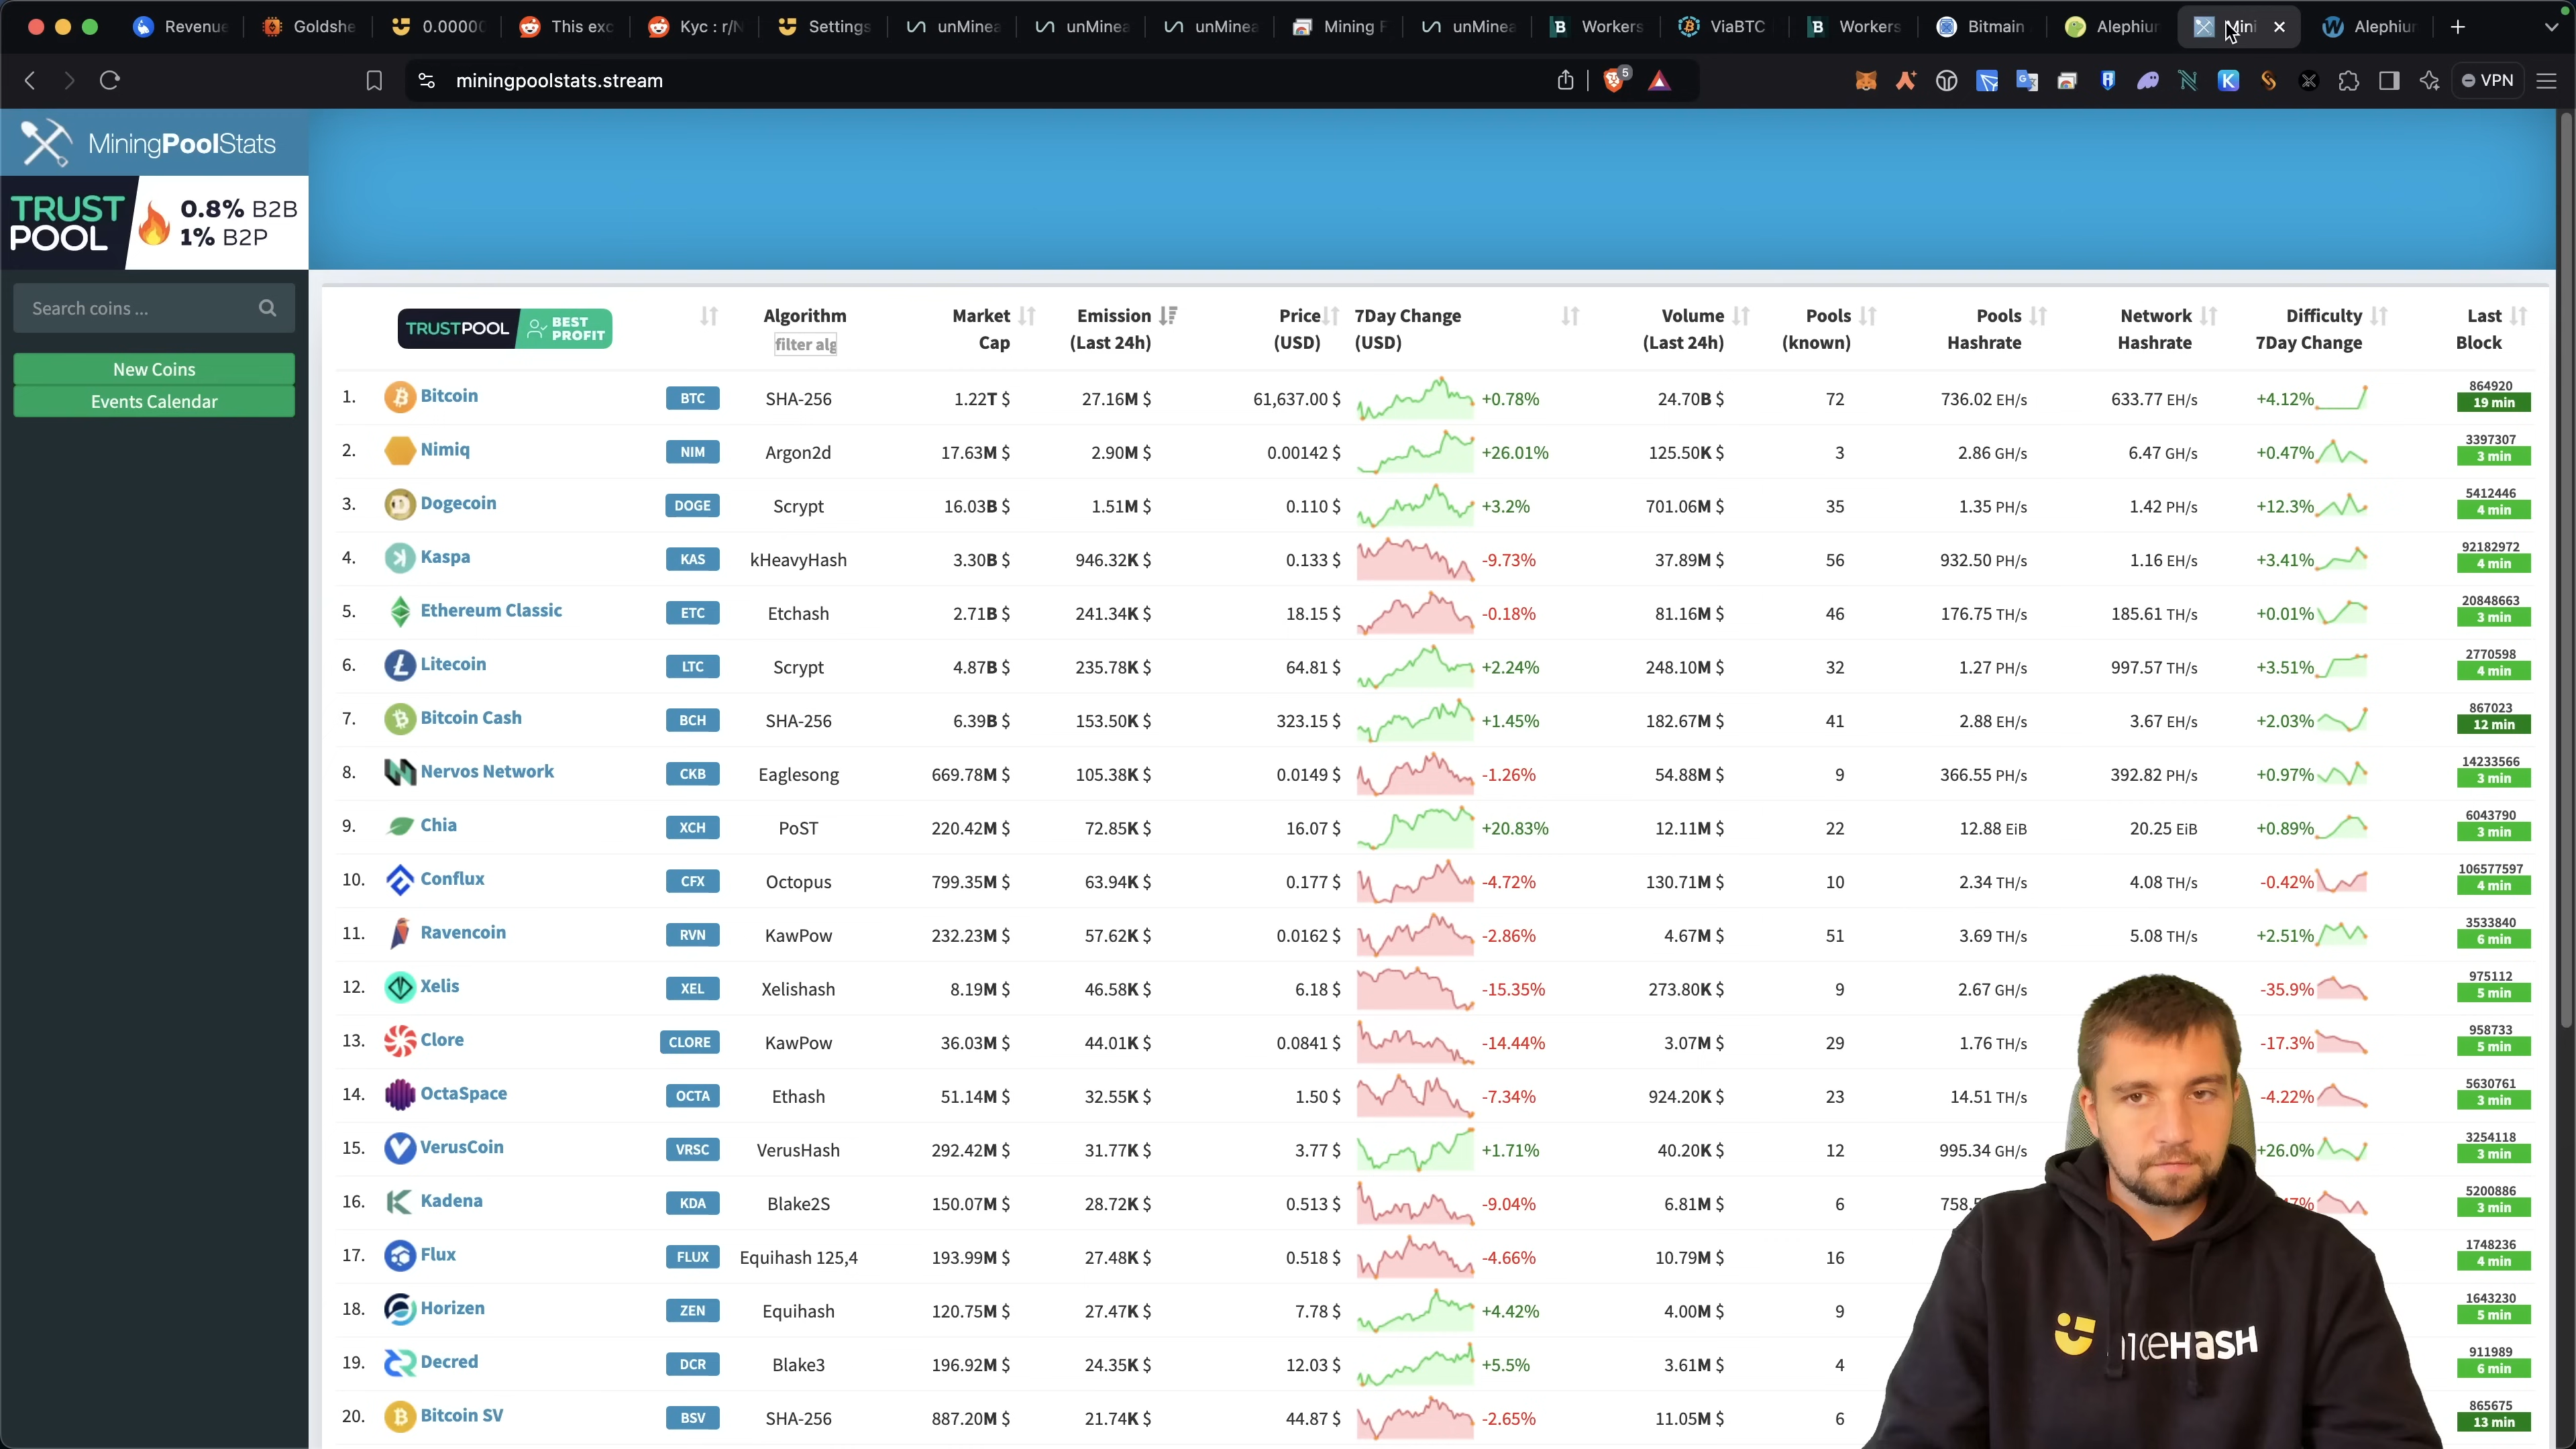 Revenue
Goldshe
0.0000
This exc
Kyc : r/N
Settings
unMinea
unMinea
unMinea
Mining F
unMinea
Workers
ViaBTC
Workers
Bitmain
Alephiur
Mini
Alephiur
miningpoolstats.stream
5
VPN
MiningPoolStats
TRUST POOL
0.8% B2B
1% B2P
Search coins ...
New Coins
Events Calendar
TRUSTPOOL BEST PROFIT
Algorithm
filter alg
Market Cap
Emission (Last 24h)
Price (USD)
7Day Change (USD)
Volume (Last 24h)
Pools (known)
Pools Hashrate
Network Hashrate
Difficulty 7Day Change
Last Block
1. Bitcoin BTC SHA-256 1.22T $ 27.16M $ 61,637.00 $ +0.78% 24.70B $ 72 736.02 EH/s 633.77 EH/s +4.12% 864920 19 min
2. Nimiq NIM Argon2d 17.63M $ 2.90M $ 0.00142 $ +26.01% 125.50K $ 3 2.86 GH/s 6.47 GH/s +0.47% 3397307 3 min
3. Dogecoin DOGE Scrypt 16.03B $ 1.51M $ 0.110 $ +3.2% 701.06M $ 35 1.35 PH/s 1.42 PH/s +12.3% 5412446 4 min
4. Kaspa KAS kHeavyHash 3.30B $ 946.32K $ 0.133 $ -9.73% 37.89M $ 56 932.50 PH/s 1.16 EH/s +3.41% 92182972 4 min
5. Ethereum Classic ETC Etchash 2.71B $ 241.34K $ 18.15 $ -0.18% 81.16M $ 46 176.75 TH/s 185.61 TH/s +0.01% 20848663 3 min
6. Litecoin LTC Scrypt 4.87B $ 235.78K $ 64.81 $ +2.24% 248.10M $ 32 1.27 PH/s 997.57 TH/s +3.51% 2770598 4 min
7. Bitcoin Cash BCH SHA-256 6.39B $ 153.50K $ 323.15 $ +1.45% 182.67M $ 41 2.88 EH/s 3.67 EH/s +2.03% 867023 12 min
8. Nervos Network CKB Eaglesong 669.78M $ 105.38K $ 0.0149 $ -1.26% 54.88M $ 9 366.55 PH/s 392.82 PH/s +0.97% 14233566 3 min
9. Chia XCH PoST 220.42M $ 72.85K $ 16.07 $ +20.83% 12.11M $ 22 12.88 EiB 20.25 EiB +0.89% 6043790 3 min
10. Conflux CFX Octopus 799.35M $ 63.94K $ 0.177 $ -4.72% 130.71M $ 10 2.34 TH/s 4.08 TH/s -0.42% 106577597 4 min
11. Ravencoin RVN KawPow 232.23M $ 57.62K $ 0.0162 $ -2.86% 4.67M $ 51 3.69 TH/s 5.08 TH/s +2.51% 3533840 6 min
12. Xelis XEL Xelishash 8.19M $ 46.58K $ 6.18 $ -15.35% 273.80K $ 9 2.67 GH/s -35.9% 975112 5 min
13. Clore CLORE KawPow 36.03M $ 44.01K $ 0.0841 $ -14.44% 3.07M $ 29 1.76 TH/s -17.3% 958733 5 min
14. OctaSpace OCTA Ethash 51.14M $ 32.55K $ 1.50 $ -7.34% 924.20K $ 23 14.51 TH/s -4.22% 5630761 3 min
15. VerusCoin VRSC VerusHash 292.42M $ 31.77K $ 3.77 $ +1.71% 40.20K $ 12 995.34 GH/s +26.0% 3254118 3 min
16. Kadena KDA Blake2S 150.07M $ 28.72K $ 0.513 $ -9.04% 6.81M $ 6 758. 5200886 3 min
17. Flux FLUX Equihash 125,4 193.99M $ 27.48K $ 0.518 $ -4.66% 10.79M $ 16 1748236 4 min
18. Horizen ZEN Equihash 120.75M $ 27.47K $ 7.78 $ +4.42% 4.00M $ 9 1643230 5 min
19. Decred DCR Blake3 196.92M $ 24.35K $ 12.03 $ +5.5% 3.61M $ 4 911989 6 min
20. Bitcoin SV BSV SHA-256 887.20M $ 21.74K $ 44.87 $ -2.65% 11.05M $ 6 865675 13 min
niceHasH